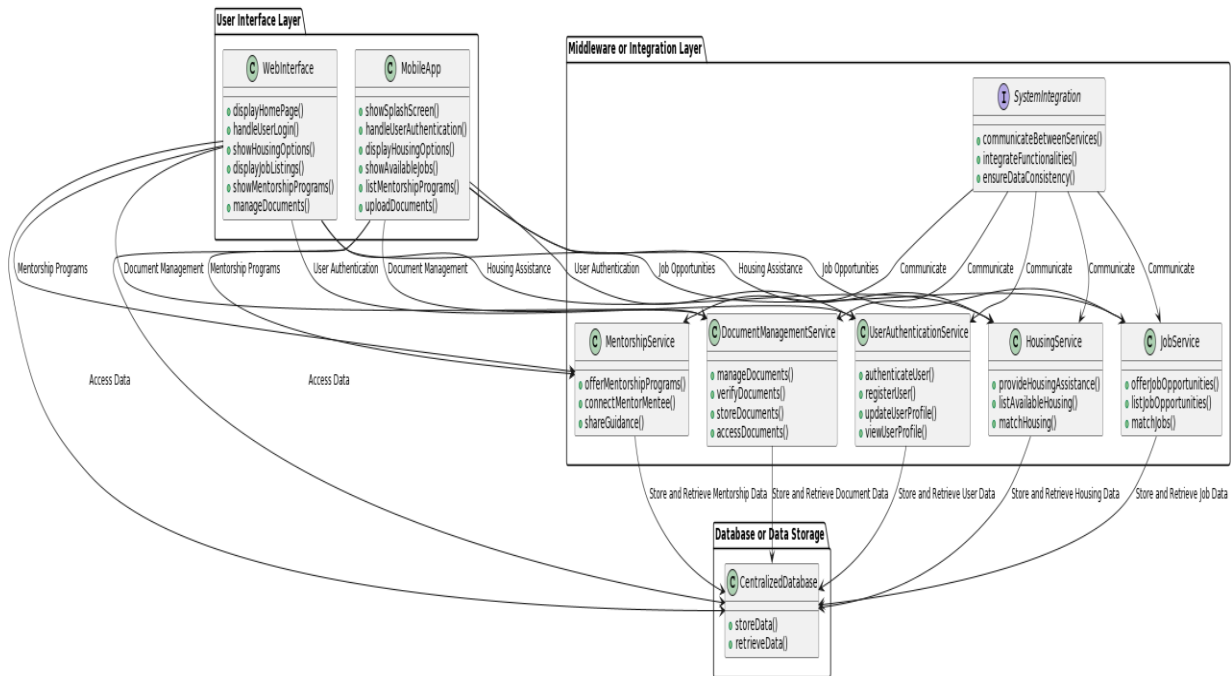 User Interface Layer
C WebInterface
displayHomePage()
handleUserLogin()
showHousingOptions()
displayJobListings()
showMentorshipPrograms()
manageDocuments()
C MobileApp
showSplashScreen()
handleUserAuthentication()
displayHousingOptions()
showAvailableJobs()
listMentorshipPrograms()
uploadDocuments()
Middleware or Integration Layer
I SystemIntegration
communicateBetweenServices()
integrateFunctionalities()
ensureDataConsistency()
Mentorship Programs
Document Management
Mentorship Programs
User Authentication
Document Management
Housing Assistance
User Authentication
Job Opportunities
Housing Assistance
Job Opportunities
Communicate
Communicate
Communicate
Communicate
Communicate
C MentorshipService
offerMentorshipPrograms()
connectMentorMentee()
shareGuidance()
C DocumentManagementService
manageDocuments()
verifyDocuments()
storeDocuments()
accessDocuments()
C UserAuthenticationService
authenticateUser()
registerUser()
updateUserProfile()
viewUserProfile()
C HousingService
provideHousingAssistance()
listAvailableHousing()
matchHousing()
C JobService
offerJobOpportunities()
listJobOpportunities()
matchJobs()
Access Data
Access Data
Store and Retrieve Mentorship Data
Store and Retrieve Document Data
Store and Retrieve User Data
Store and Retrieve Housing Data
Store and Retrieve Job Data
Database or Data Storage
C CentralizedDatabase
storeData()
retrieveData()